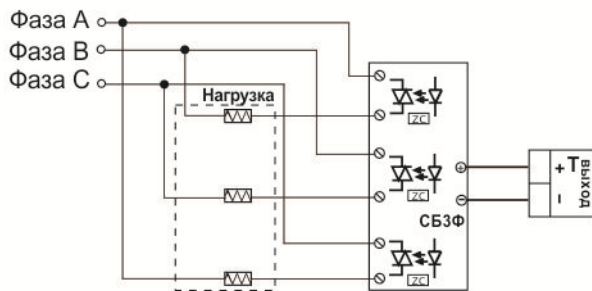 Фаза A
Фаза B
Фаза C
Нагрузка
ZC
ZC
СБ3Ф
ZC
+
−
+ T
−
выход